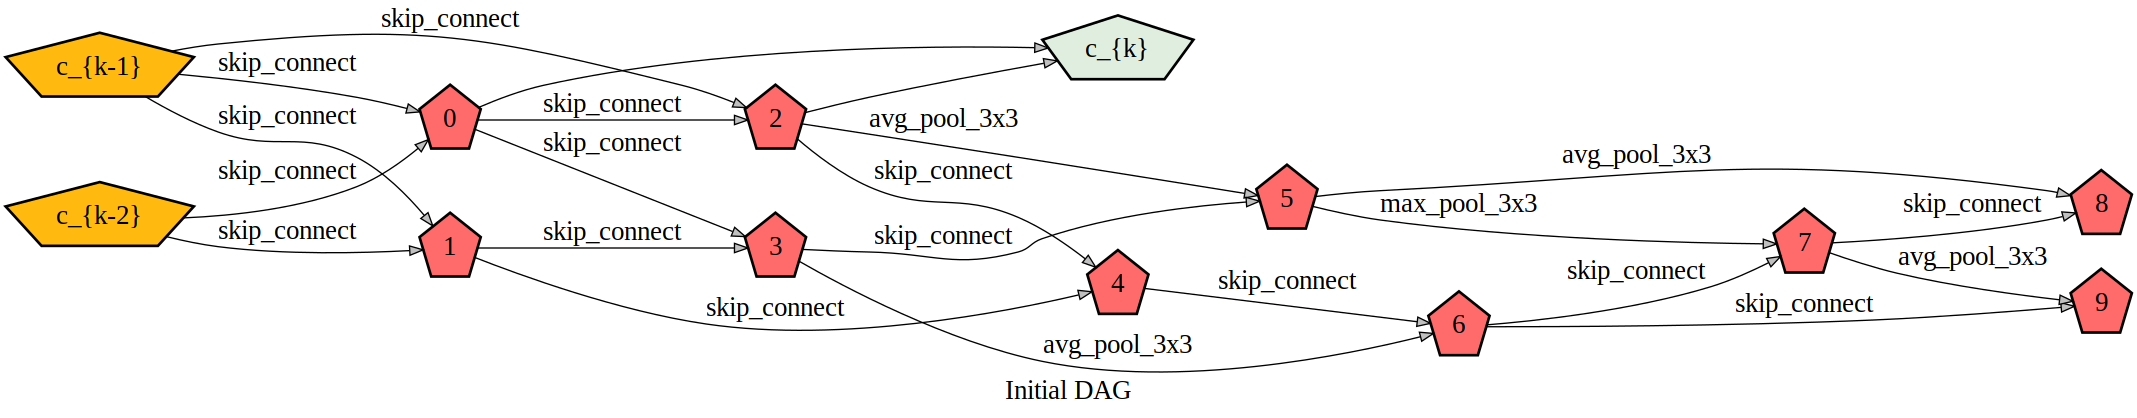 skip_connect
c_{k-1}
skip_connect
c_{k}
skip_connect
0
skip_connect
2
avg_pool_3x3
skip_connect
skip_connect
skip_connect
avg_pool_3x3
c_{k-2}
skip_connect
1
skip_connect
3
skip_connect
5
max_pool_3x3
skip_connect
8
7
avg_pool_3x3
4
skip_connect
skip_connect
skip_connect
9
skip_connect
6
avg_pool_3x3
Initial DAG